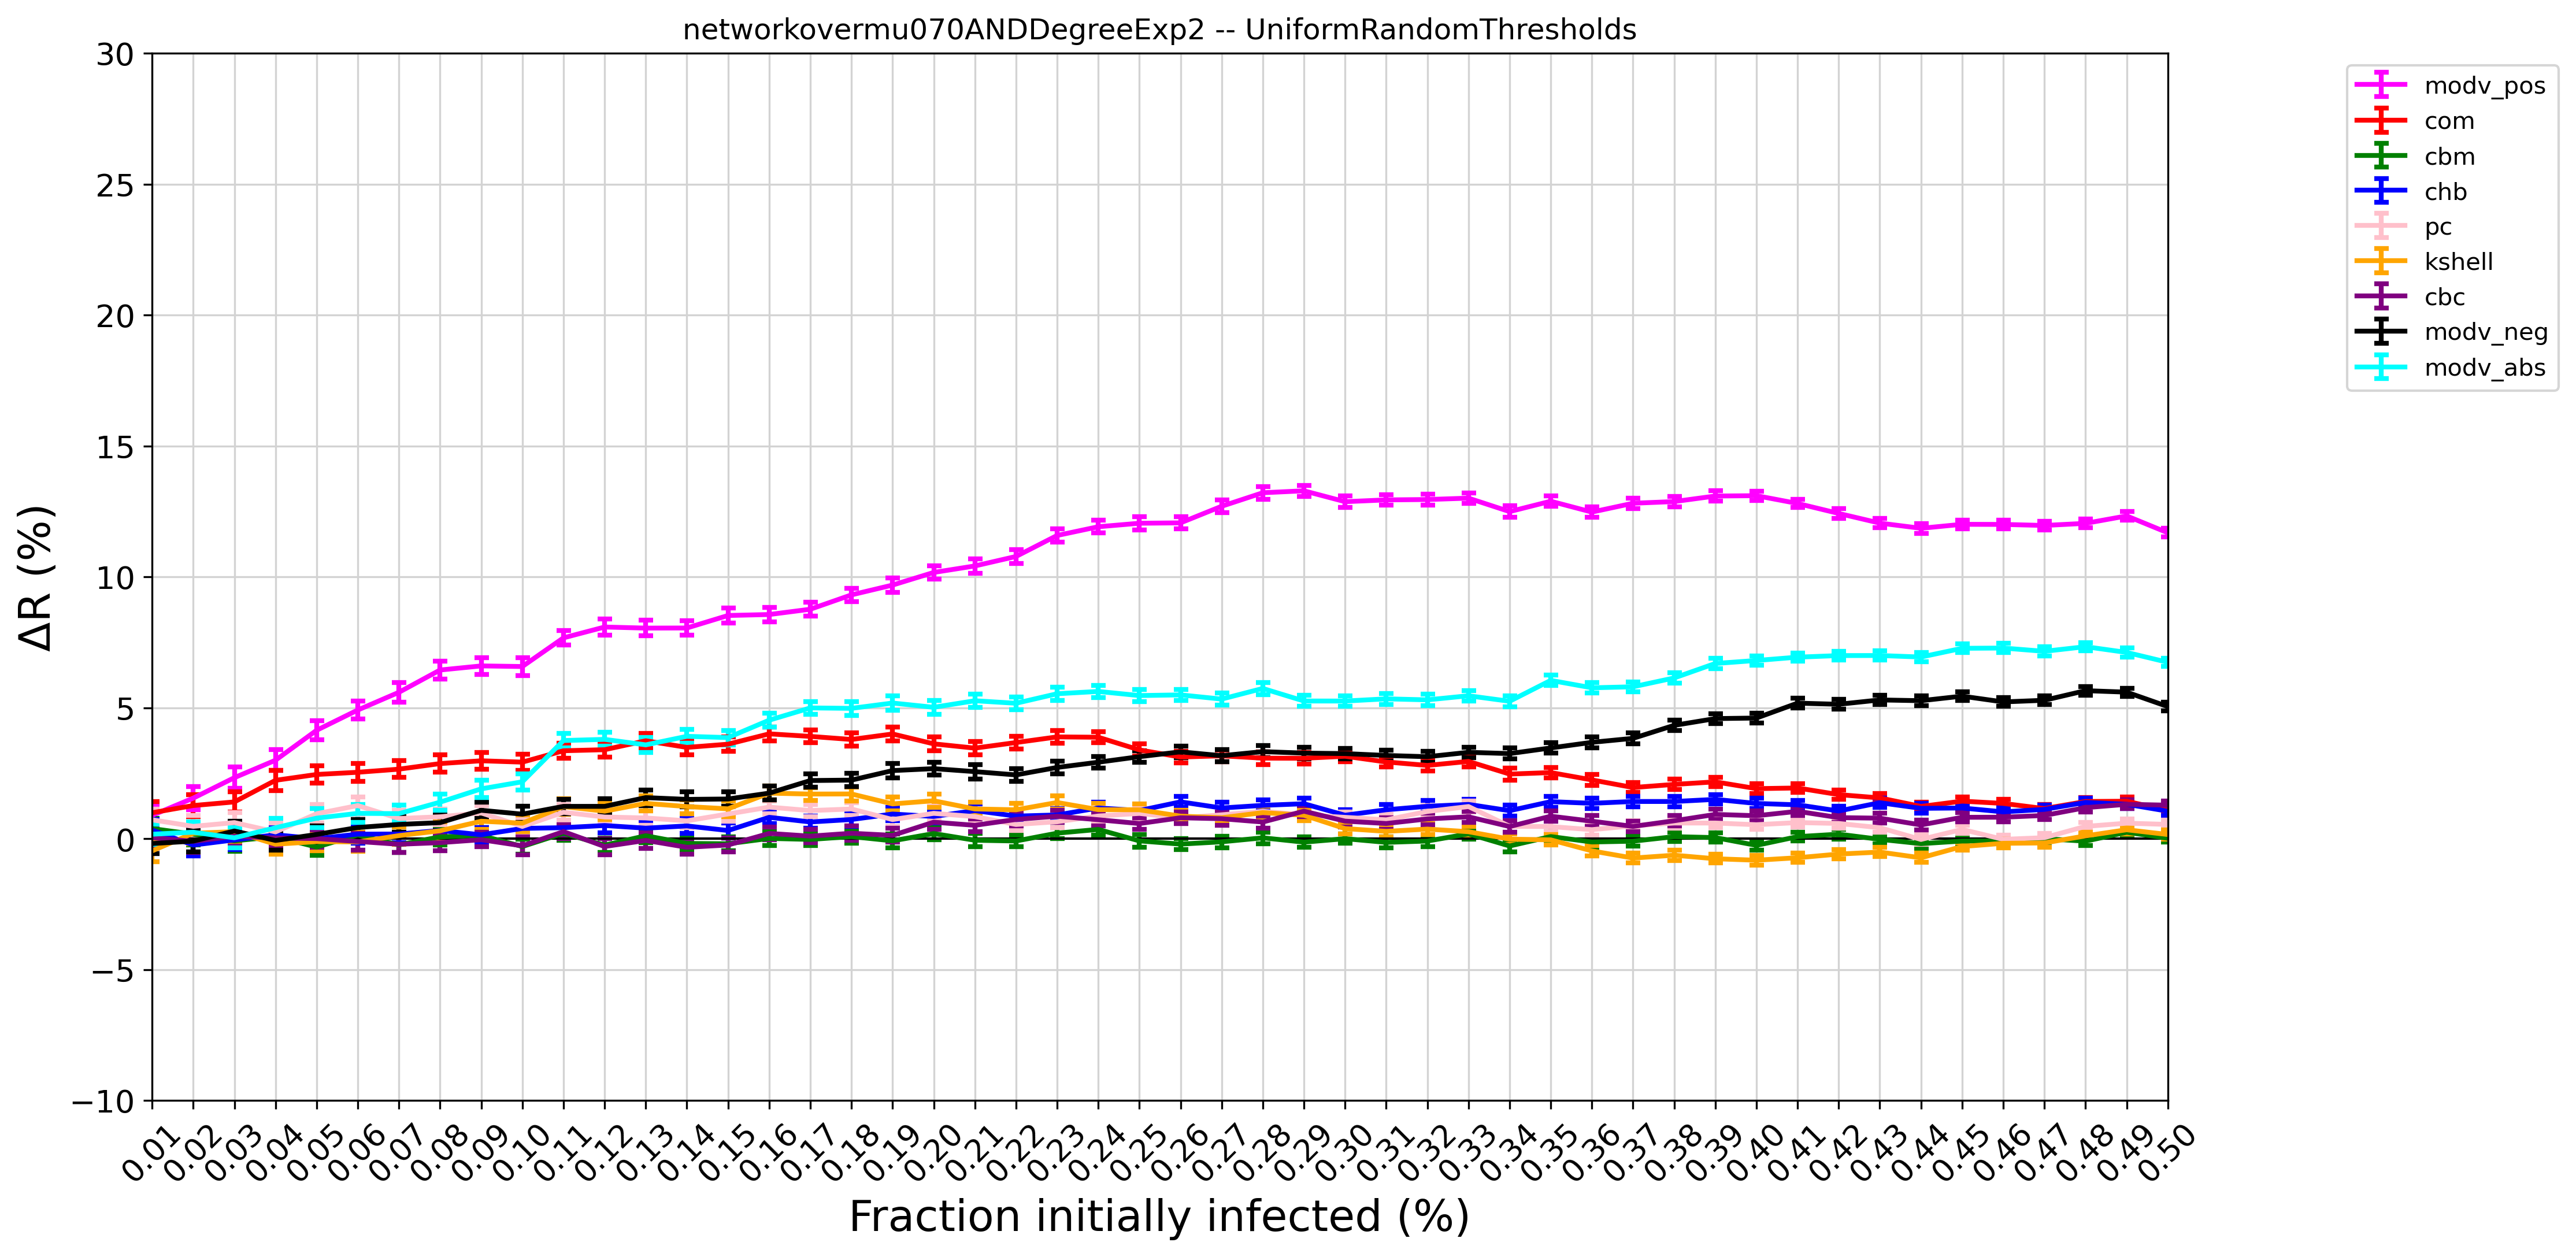 networkovermu070ANDDegreeExp2 -- UniformRandomThresholds
30
25
20
15
10
5
0
−5
−10
ΔR (%)
0.01 0.02 0.03 0.04 0.05 0.06 0.07 0.08 0.09 0.10 0.11 0.12 0.13 0.14 0.15 0.16 0.17 0.18 0.19 0.20 0.21 0.22 0.23 0.24 0.25 0.26 0.27 0.28 0.29 0.30 0.31 0.32 0.33 0.34 0.35 0.36 0.37 0.38 0.39 0.40 0.41 0.42 0.43 0.44 0.45 0.46 0.47 0.48 0.49 0.50
Fraction initially infected (%)
modv_pos
com
cbm
chb
pc
kshell
cbc
modv_neg
modv_abs